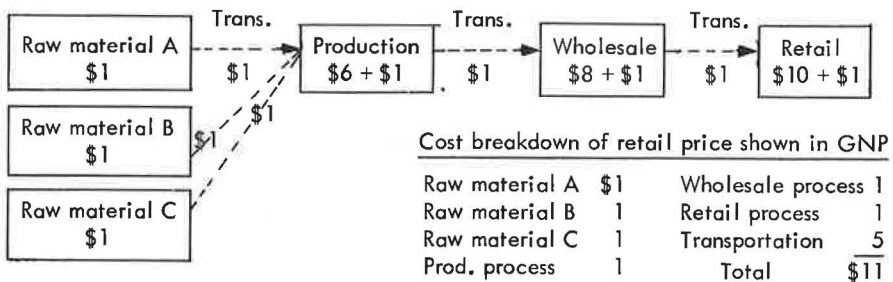 Trans. Trans. Trans.
Raw material A
$1
$1
Production
$6 + $1
$1
Wholesale
$8 + $1
$1
Retail
$10 + $1
Raw material B
$1
$1
$1
Raw material C
$1
Cost breakdown of retail price shown in GNP
Raw material A $1 Wholesale process 1
Raw material B 1 Retail process 1
Raw material C 1 Transportation 5
Prod. process 1 Total $11